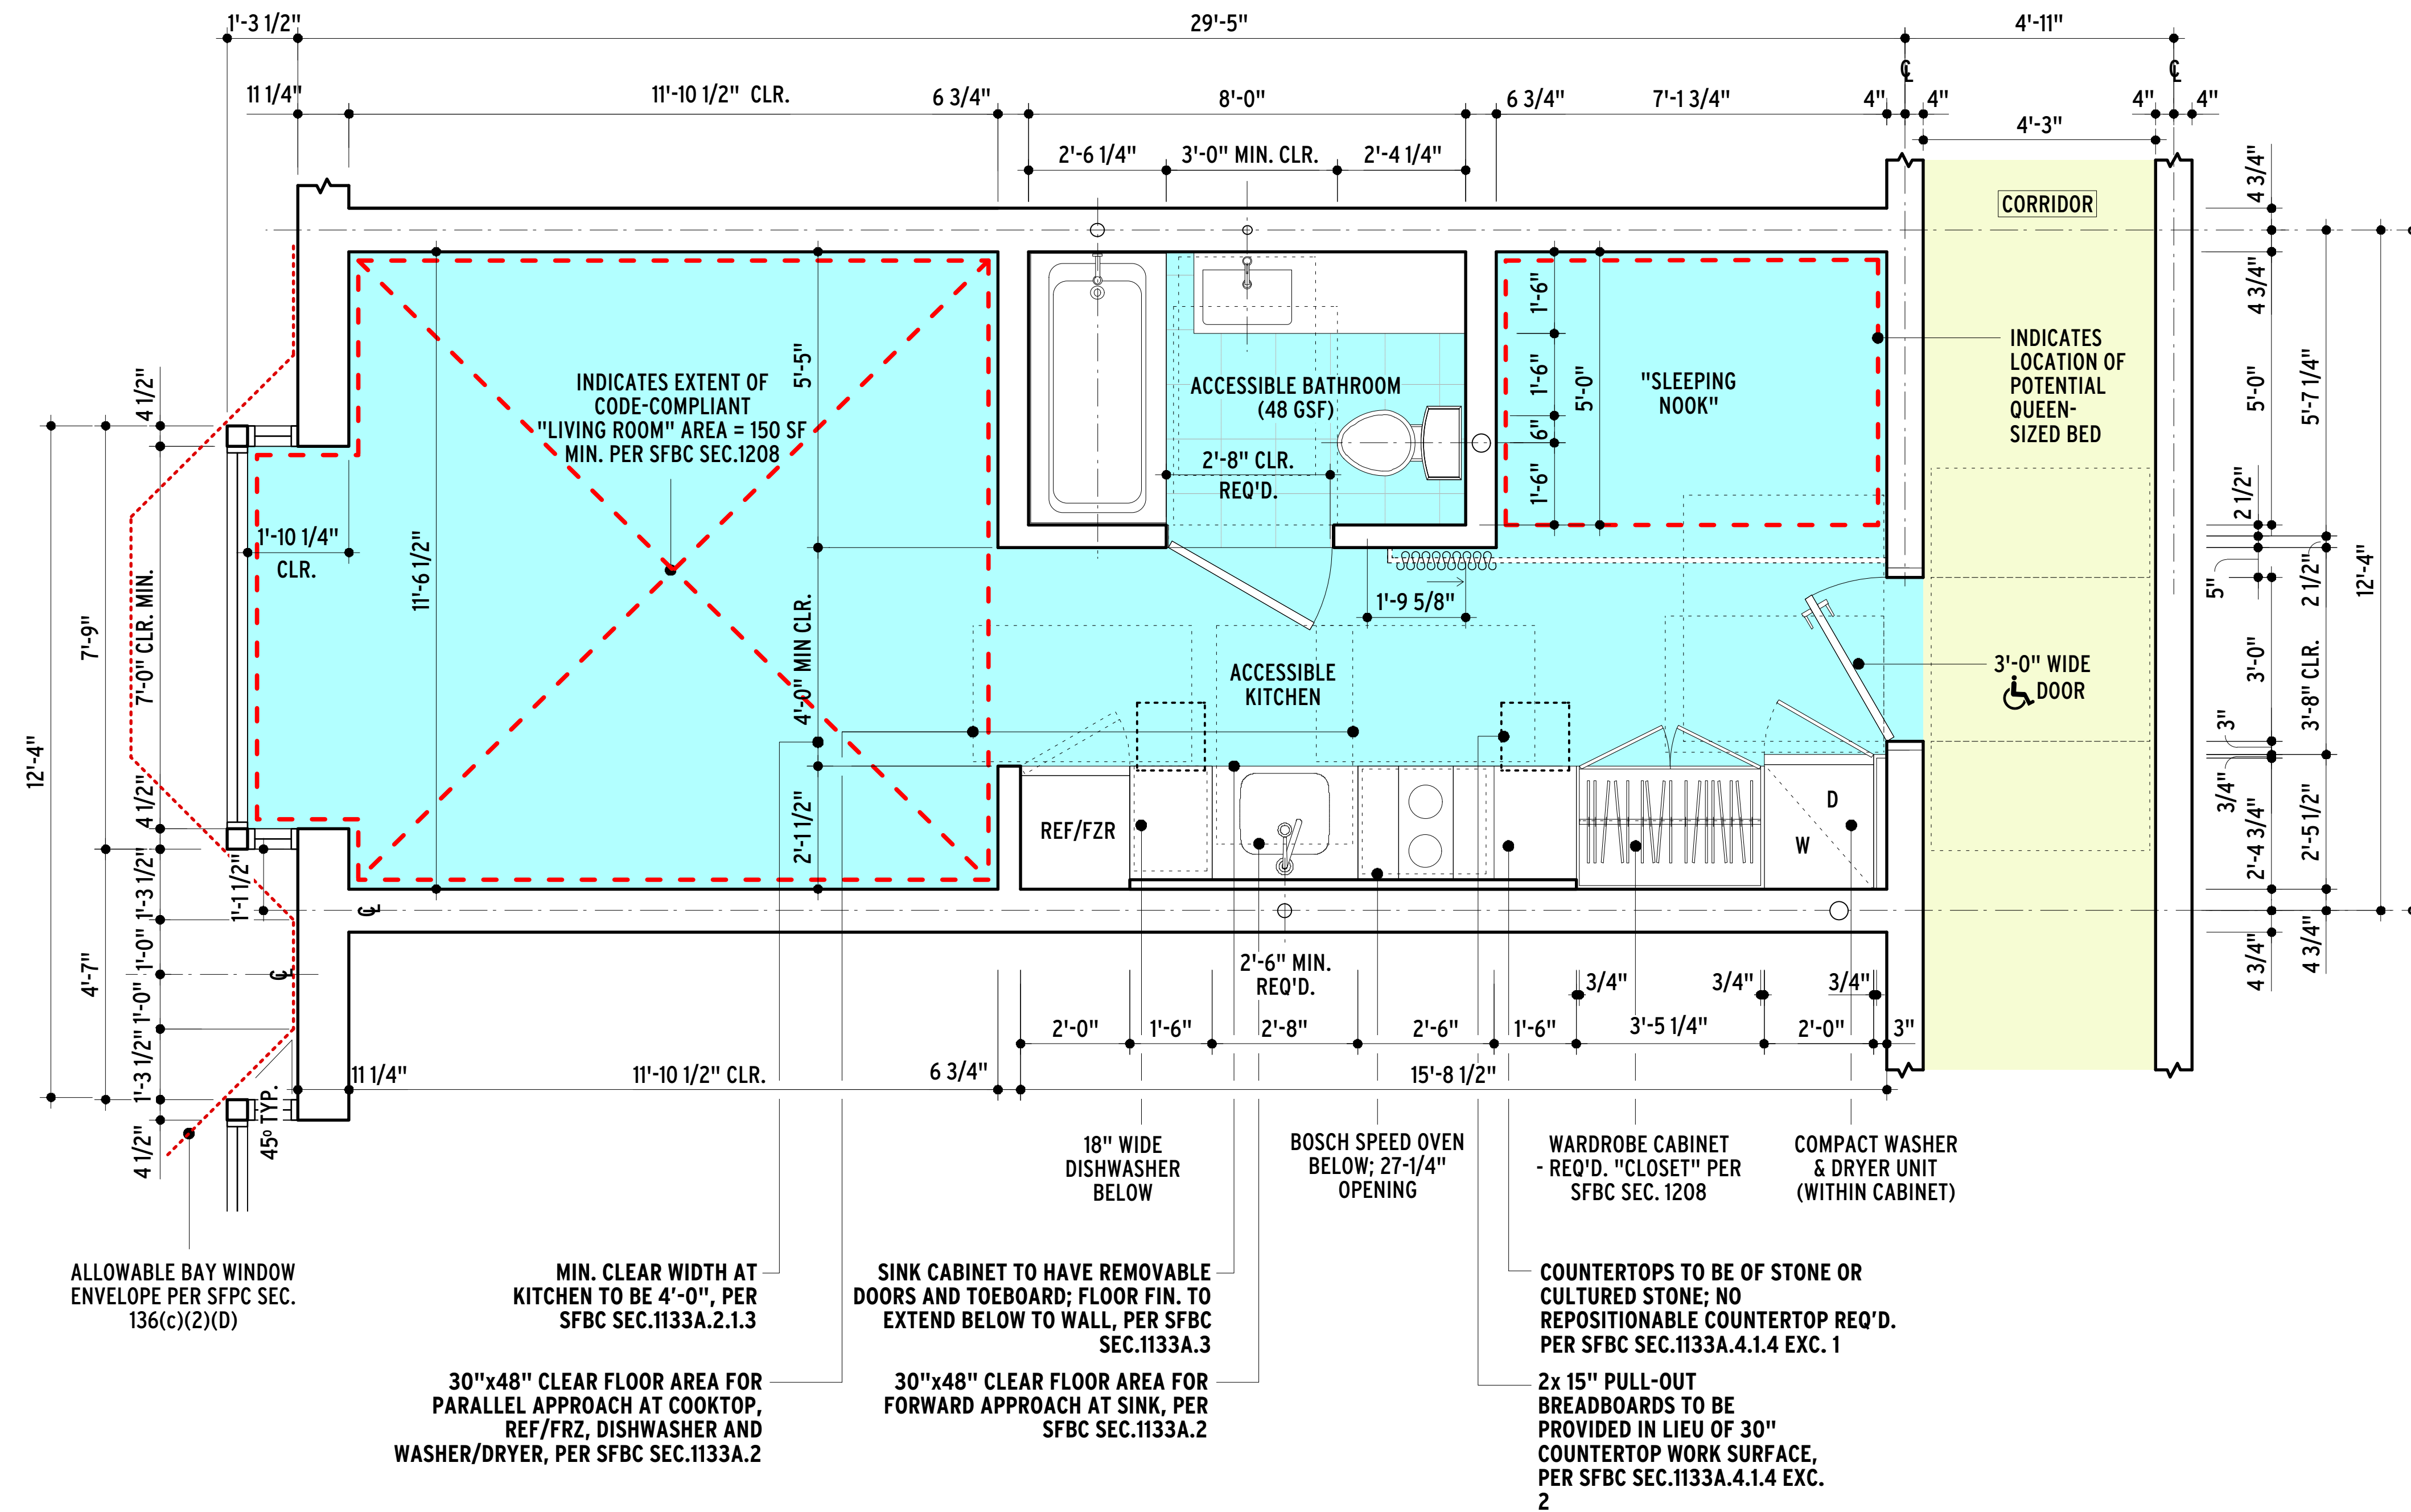 1'-3 1/2"
29'-5"
4'-11"
11 1/4"
11'-10 1/2" CLR.
6 3/4"
8'-0"
6 3/4"
7'-1 3/4"
4"
4"
4"
4"
2'-6 1/4"
3'-0" MIN. CLR.
2'-4 1/4"
4'-3"
CORRIDOR
INDICATES EXTENT OF
CODE-COMPLIANT
"LIVING ROOM" AREA = 150 SF
MIN. PER SFBC SEC.1208
ACCESSIBLE BATHROOM
(48 GSF)
2'-8" CLR.
REQ'D.
"SLEEPING
NOOK"
INDICATES
LOCATION OF
POTENTIAL
QUEEN-
SIZED BED
1'-6"
1'-6"
6"
1'-6"
5'-0"
5'-5"
11'-6 1/2"
4'-0" MIN CLR.
2'-1 1/2"
1'-10 1/4"
CLR.
1'-9 5/8"
ACCESSIBLE
KITCHEN
3'-0" WIDE
DOOR
REF/FZR
D
W
12'-4"
7'-9"
4'-7"
4 1/2"
7'-0" CLR. MIN.
4 1/2"
1'-3 1/2"
1'-0"
1'-0"
1'-3 1/2"
4 1/2"
1'-1 1/2"
45º TYP.
4 3/4"
4 3/4"
5'-0"
2 1/2"
5"
3'-0"
3"
3/4"
2'-4 3/4"
4 3/4"
5'-7 1/4"
2 1/2"
3'-8" CLR.
2'-5 1/2"
4 3/4"
12'-4"
2'-6" MIN.
REQ'D.
3/4"
3/4"
3/4"
2'-0"
1'-6"
2'-8"
2'-6"
1'-6"
3'-5 1/4"
2'-0"
3"
11 1/4"
11'-10 1/2" CLR.
6 3/4"
15'-8 1/2"
18" WIDE
DISHWASHER
BELOW
BOSCH SPEED OVEN
BELOW; 27-1/4"
OPENING
WARDROBE CABINET
- REQ'D. "CLOSET" PER
SFBC SEC. 1208
COMPACT WASHER
& DRYER UNIT
(WITHIN CABINET)
ALLOWABLE BAY WINDOW
ENVELOPE PER SFPC SEC.
136(c)(2)(D)
MIN. CLEAR WIDTH AT
KITCHEN TO BE 4’-0", PER
SFBC SEC.1133A.2.1.3
SINK CABINET TO HAVE REMOVABLE
DOORS AND TOEBOARD; FLOOR FIN. TO
EXTEND BELOW TO WALL, PER SFBC
SEC.1133A.3
COUNTERTOPS TO BE OF STONE OR
CULTURED STONE; NO
REPOSITIONABLE COUNTERTOP REQ’D.
PER SFBC SEC.1133A.4.1.4 EXC. 1
30"x48" CLEAR FLOOR AREA FOR
PARALLEL APPROACH AT COOKTOP,
REF/FRZ, DISHWASHER AND
WASHER/DRYER, PER SFBC SEC.1133A.2
30"x48" CLEAR FLOOR AREA FOR
FORWARD APPROACH AT SINK, PER
SFBC SEC.1133A.2
2x 15" PULL-OUT
BREADBOARDS TO BE
PROVIDED IN LIEU OF 30"
COUNTERTOP WORK SURFACE,
PER SFBC SEC.1133A.4.1.4 EXC.
2